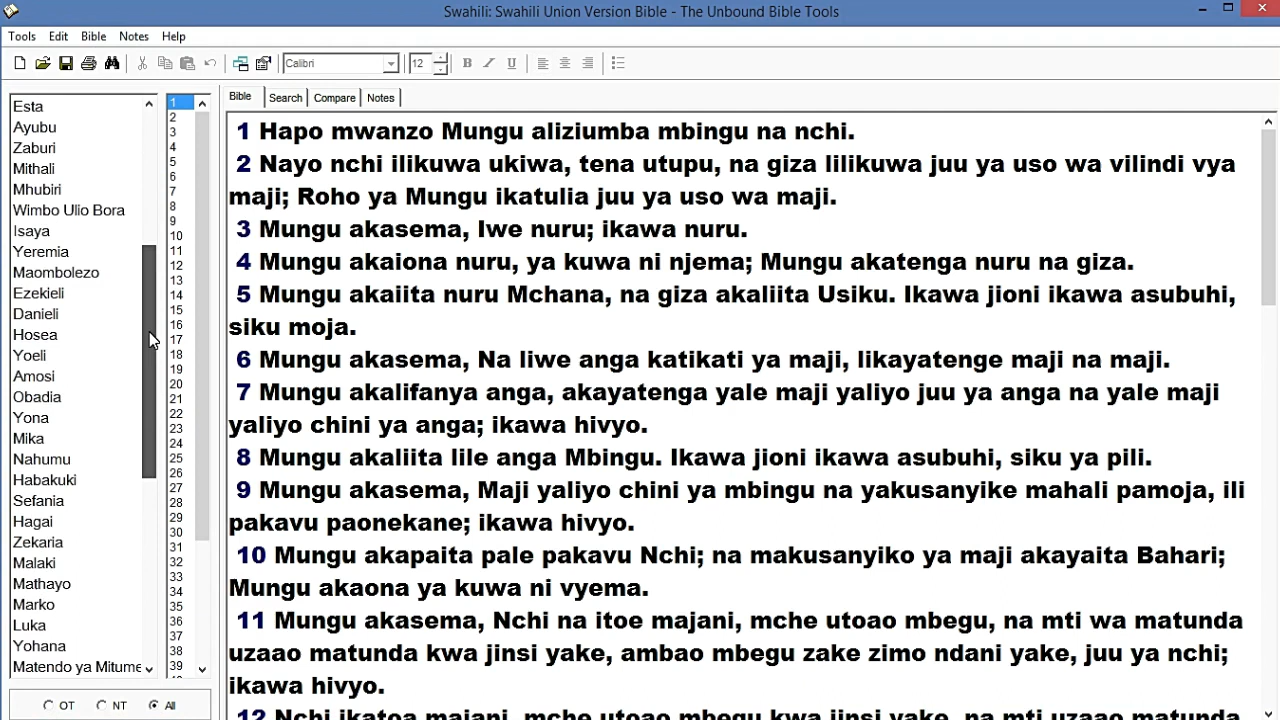 Swahili: Swahili Union Version Bible - The Unbound Bible Tools
Tools Edit Bible Notes Help
Calibri 12 B I U
Bible Search Compare Notes
Esta
Ayubu
Zaburi
Mithali
Mhubiri
Wimbo Ulio Bora
Isaya
Yeremia
Maombolezo
Ezekieli
Danieli
Hosea
Yoeli
Amosi
Obadia
Yona
Mika
Nahumu
Habakuki
Sefania
Hagai
Zekaria
Malaki
Mathayo
Marko
Luka
Yohana
Matendo ya Mitume
OT NT All
1
2
3
4
5
6
7
8
9
10
11
12
13
14
15
16
17
18
19
20
21
22
23
24
25
26
27
28
29
30
31
32
33
34
35
36
37
38
39
1 Hapo mwanzo Mungu aliziumba mbingu na nchi.
2 Nayo nchi ilikuwa ukiwa, tena utupu, na giza lilikuwa juu ya uso wa vilindi vya
maji; Roho ya Mungu ikatulia juu ya uso wa maji.
3 Mungu akasema, Iwe nuru; ikawa nuru.
4 Mungu akaiona nuru, ya kuwa ni njema; Mungu akatenga nuru na giza.
5 Mungu akaiita nuru Mchana, na giza akaliita Usiku. Ikawa jioni ikawa asubuhi,
siku moja.
6 Mungu akasema, Na liwe anga katikati ya maji, likayatenge maji na maji.
7 Mungu akalifanya anga, akayatenga yale maji yaliyo juu ya anga na yale maji
yaliyo chini ya anga; ikawa hivyo.
8 Mungu akaliita lile anga Mbingu. Ikawa jioni ikawa asubuhi, siku ya pili.
9 Mungu akasema, Maji yaliyo chini ya mbingu na yakusanyike mahali pamoja, ili
pakavu paonekane; ikawa hivyo.
10 Mungu akapaita pale pakavu Nchi; na makusanyiko ya maji akayaita Bahari;
Mungu akaona ya kuwa ni vyema.
11 Mungu akasema, Nchi na itoe majani, mche utoao mbegu, na mti wa matunda
uzaao matunda kwa jinsi yake, ambao mbegu zake zimo ndani yake, juu ya nchi;
ikawa hivyo.
12 Nchi ikatoa majani, mche utoao mbegu kwa jinsi yake, na mti uzaao matunda,